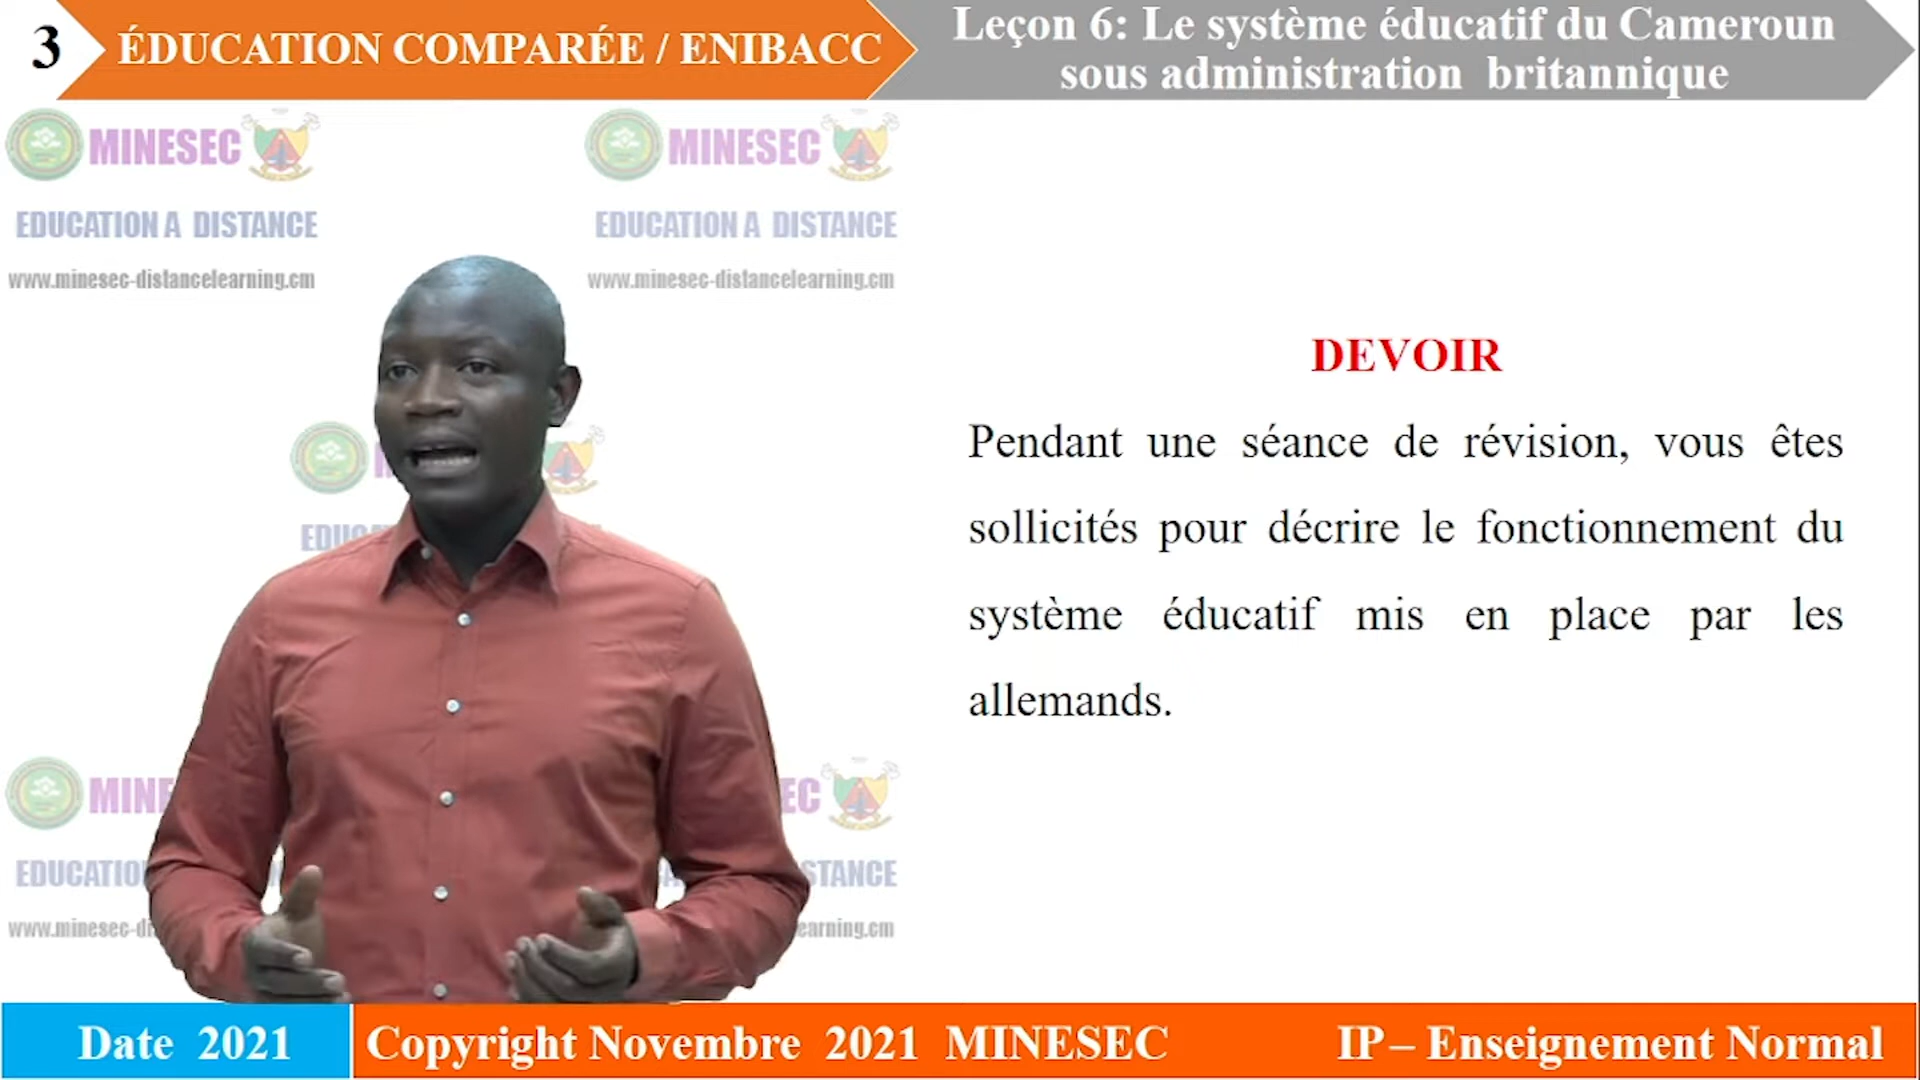 3
ÉDUCATION COMPARÉE / ENIBACC
Leçon 6: Le système éducatif du Cameroun
sous administration britannique
MINESEC
EDUCATION A DISTANCE
www.minesec-distancelearning.cm
MINESEC
EDUCATION A DISTANCE
www.minesec-distancelearning.cm
DEVOIR
Pendant une séance de révision, vous êtes
sollicités pour décrire le fonctionnement du
système éducatif mis en place par les
allemands.
Date 2021
Copyright Novembre 2021 MINESEC
IP – Enseignement Normal